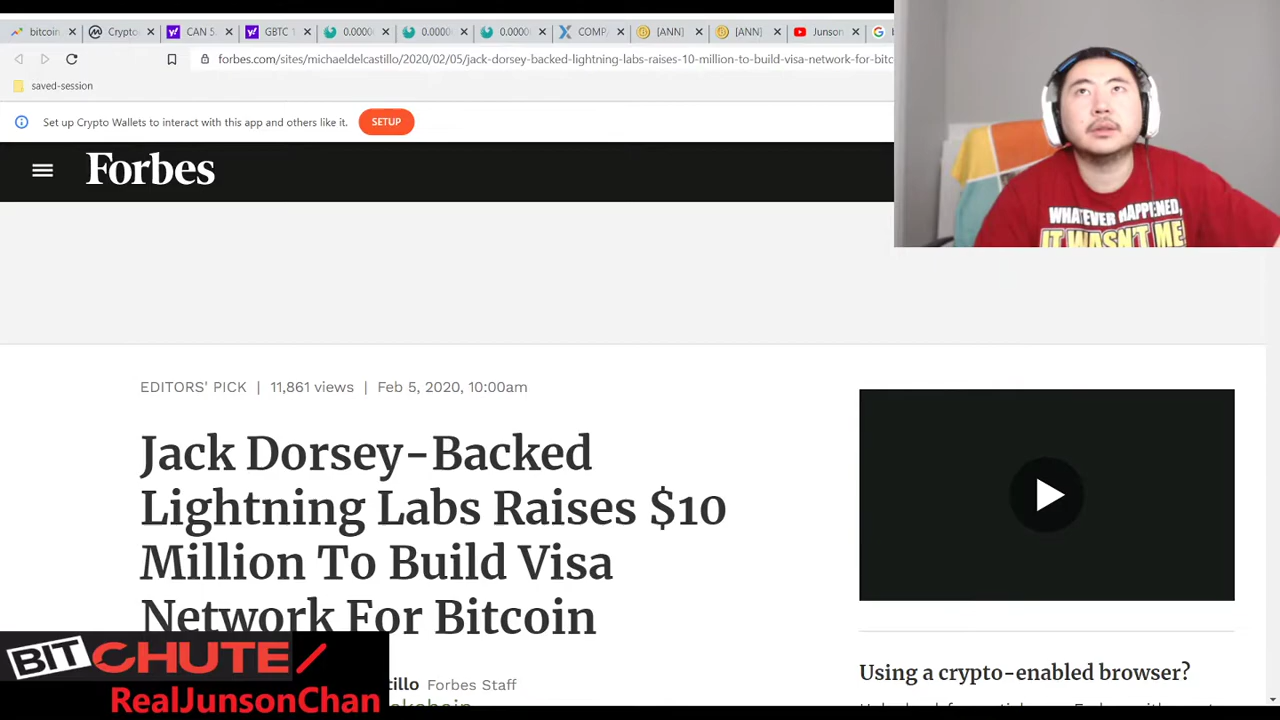 bitcoin
Crypto
CAN 5
GBTC
0.0000
0.0000
0.0000
COMP
[ANN]
[ANN]
Junson
forbes.com/sites/michaeldelcastillo/2020/02/05/jack-dorsey-backed-lightning-labs-raises-10-million-to-build-visa-network-for-bitc
saved-session
Set up Crypto Wallets to interact with this app and others like it.
SETUP
Forbes
WHATEVER HAPPENED,
IT WASN'T ME
EDITORS' PICK | 11,861 views | Feb 5, 2020, 10:00am
Jack Dorsey-Backed
Lightning Labs Raises $10
Million To Build Visa
Network For Bitcoin
tillo Forbes Staff
Using a crypto-enabled browser?
BITCHUTE/
RealJunsonChan